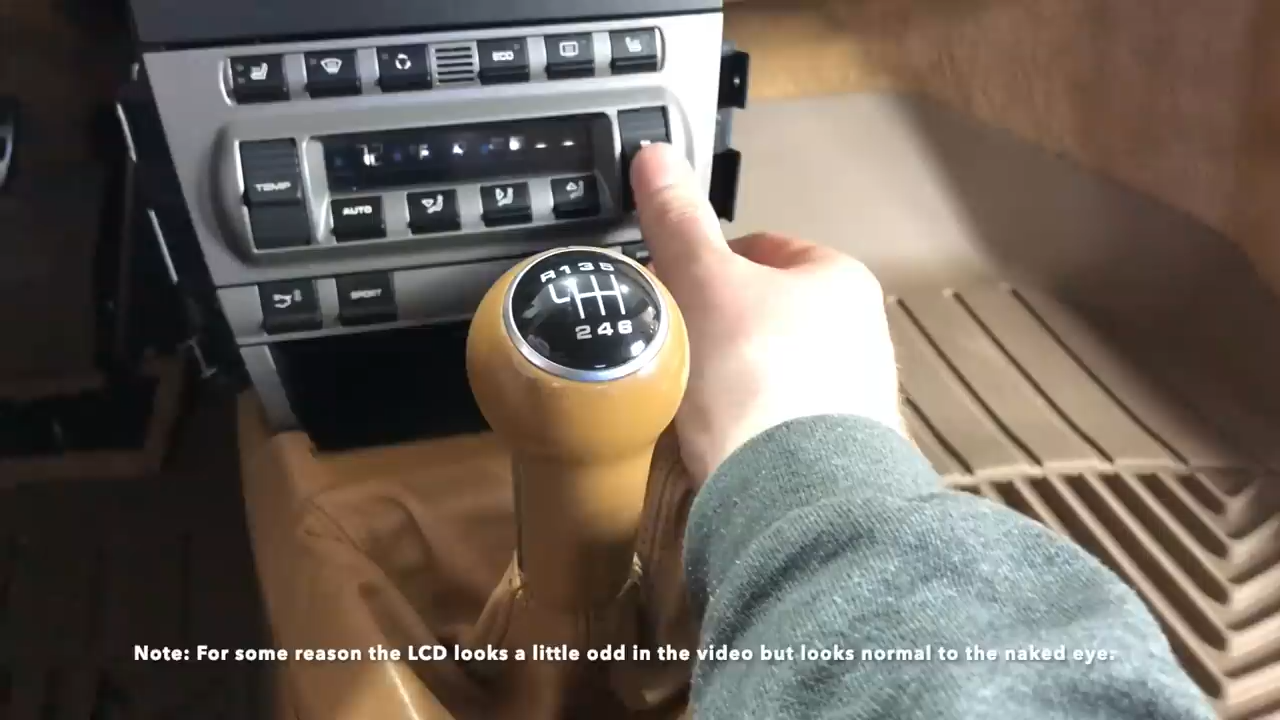 ECO
TEMP
AUTO
SPORT
R 1 3 5
2 4 6
Note: For some reason the LCD looks a little odd in the video but looks normal to the naked eye.